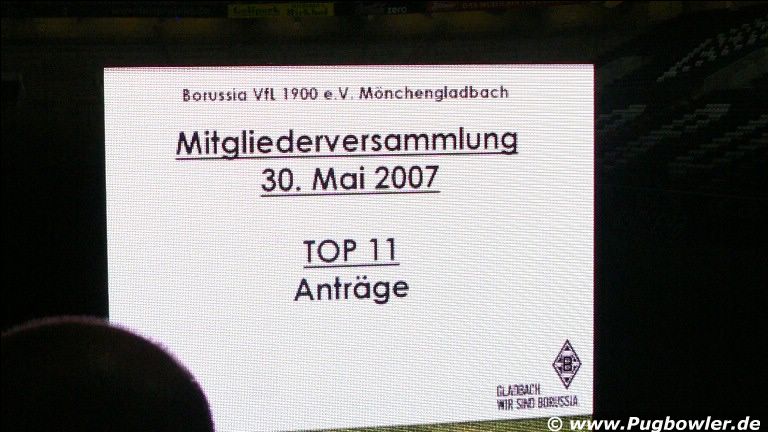 Borussia VfL 1900 e.V. Mönchengladbach
Mitgliederversammlung
30. Mai 2007
TOP 11
Anträge
B
GLADBACH
WIR SIND BORUSSIA
© www.Pugbowler.de